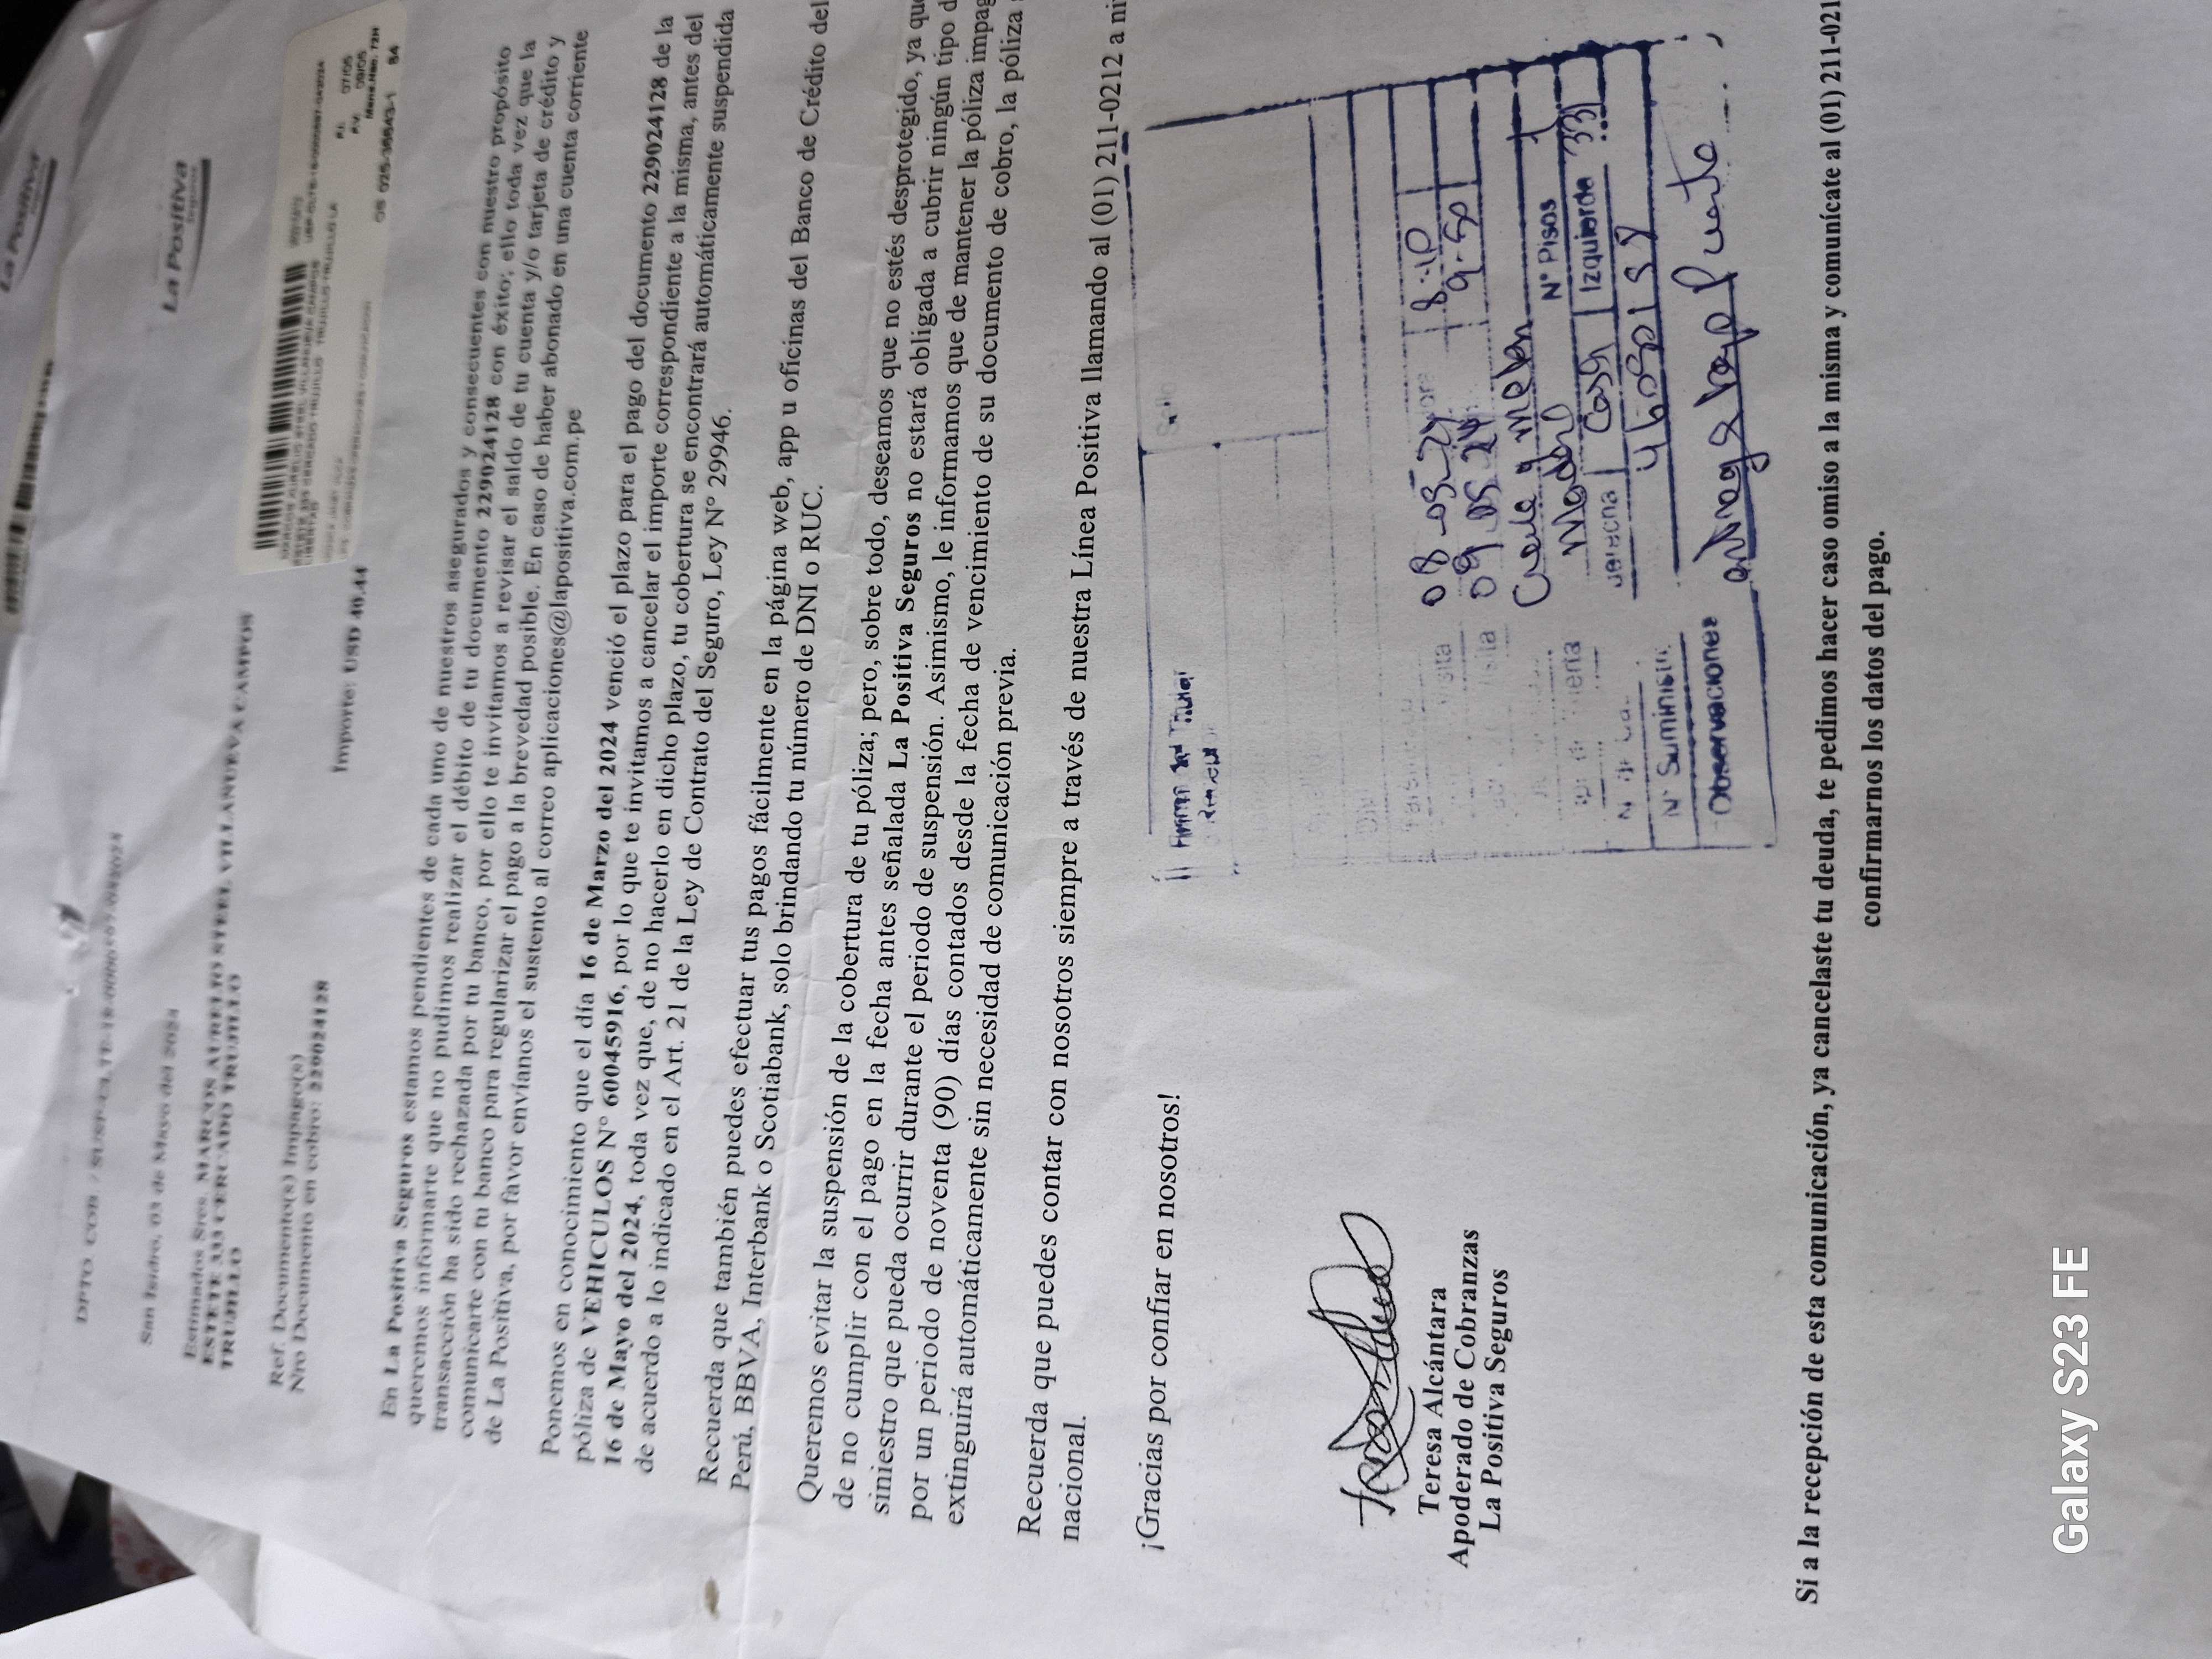 La Positiva
La Positiva
Seguros
San Isidro, 03 de Mayo del 2024
Estimados Sres. MARCOS AURELIO STEEL VILLANUEVA CAMPOS
ESTETE 333 CERCADO TRUJILLO
TRUJILLO
Ref. Documento(s) Impago(s)
Nro Documento en cobro: 229024128
Importe: USD 40.44
En La Positiva Seguros estamos pendientes de cada uno de nuestros asegurados y consecuentes con nuestro propósito
queremos informarte que no pudimos realizar el débito de tu documento 229024128 con éxito; ello toda vez que la
transacción ha sido rechazada por tu banco, por ello te invitamos a revisar el saldo de tu cuenta y/o tarjeta de crédito y
comunicarte con tu banco para regularizar el pago a la brevedad posible. En caso de haber abonado en una cuenta corriente
de La Positiva, por favor envíanos el sustento al correo aplicaciones@lapositiva.com.pe
Ponemos en conocimiento que el día 16 de Marzo del 2024 venció el plazo para el pago del documento 229024128 de la
póliza de VEHICULOS N° 60045916, por lo que te invitamos a cancelar el importe correspondiente a la misma, antes del
16 de Mayo del 2024, toda vez que, de no hacerlo en dicho plazo, tu cobertura se encontrará automáticamente suspendida
de acuerdo a lo indicado en el Art. 21 de la Ley de Contrato del Seguro, Ley N° 29946.
Recuerda que también puedes efectuar tus pagos fácilmente en la página web, app u oficinas del Banco de Crédito del
Perú, BBVA, Interbank o Scotiabank, solo brindando tu número de DNI o RUC.
Queremos evitar la suspensión de la cobertura de tu póliza; pero, sobre todo, deseamos que no estés desprotegido, ya que
de no cumplir con el pago en la fecha antes señalada La Positiva Seguros no estará obligada a cubrir ningún tipo d
siniestro que pueda ocurrir durante el periodo de suspensión. Asimismo, le informamos que de mantener la póliza impag
por un periodo de noventa (90) días contados desde la fecha de vencimiento de su documento de cobro, la póliza
extinguirá automáticamente sin necesidad de comunicación previa.
Recuerda que puedes contar con nosotros siempre a través de nuestra Línea Positiva llamando al (01) 211-0212 a ni
nacional.
¡Gracias por confiar en nosotros!
Teresa Alcántara
Apoderado de Cobranzas
La Positiva Seguros
Firma del Titular
08-05-24 8:10
09 05 24 9-50
N° Pisos
Casa Izquierda 331
N° Suministro
Observaciones
Puerta
Si a la recepción de esta comunicación, ya cancelaste tu deuda, te pedimos hacer caso omiso a la misma y comunícate al (01) 211-021
confirmarnos los datos del pago.
Galaxy S23 FE